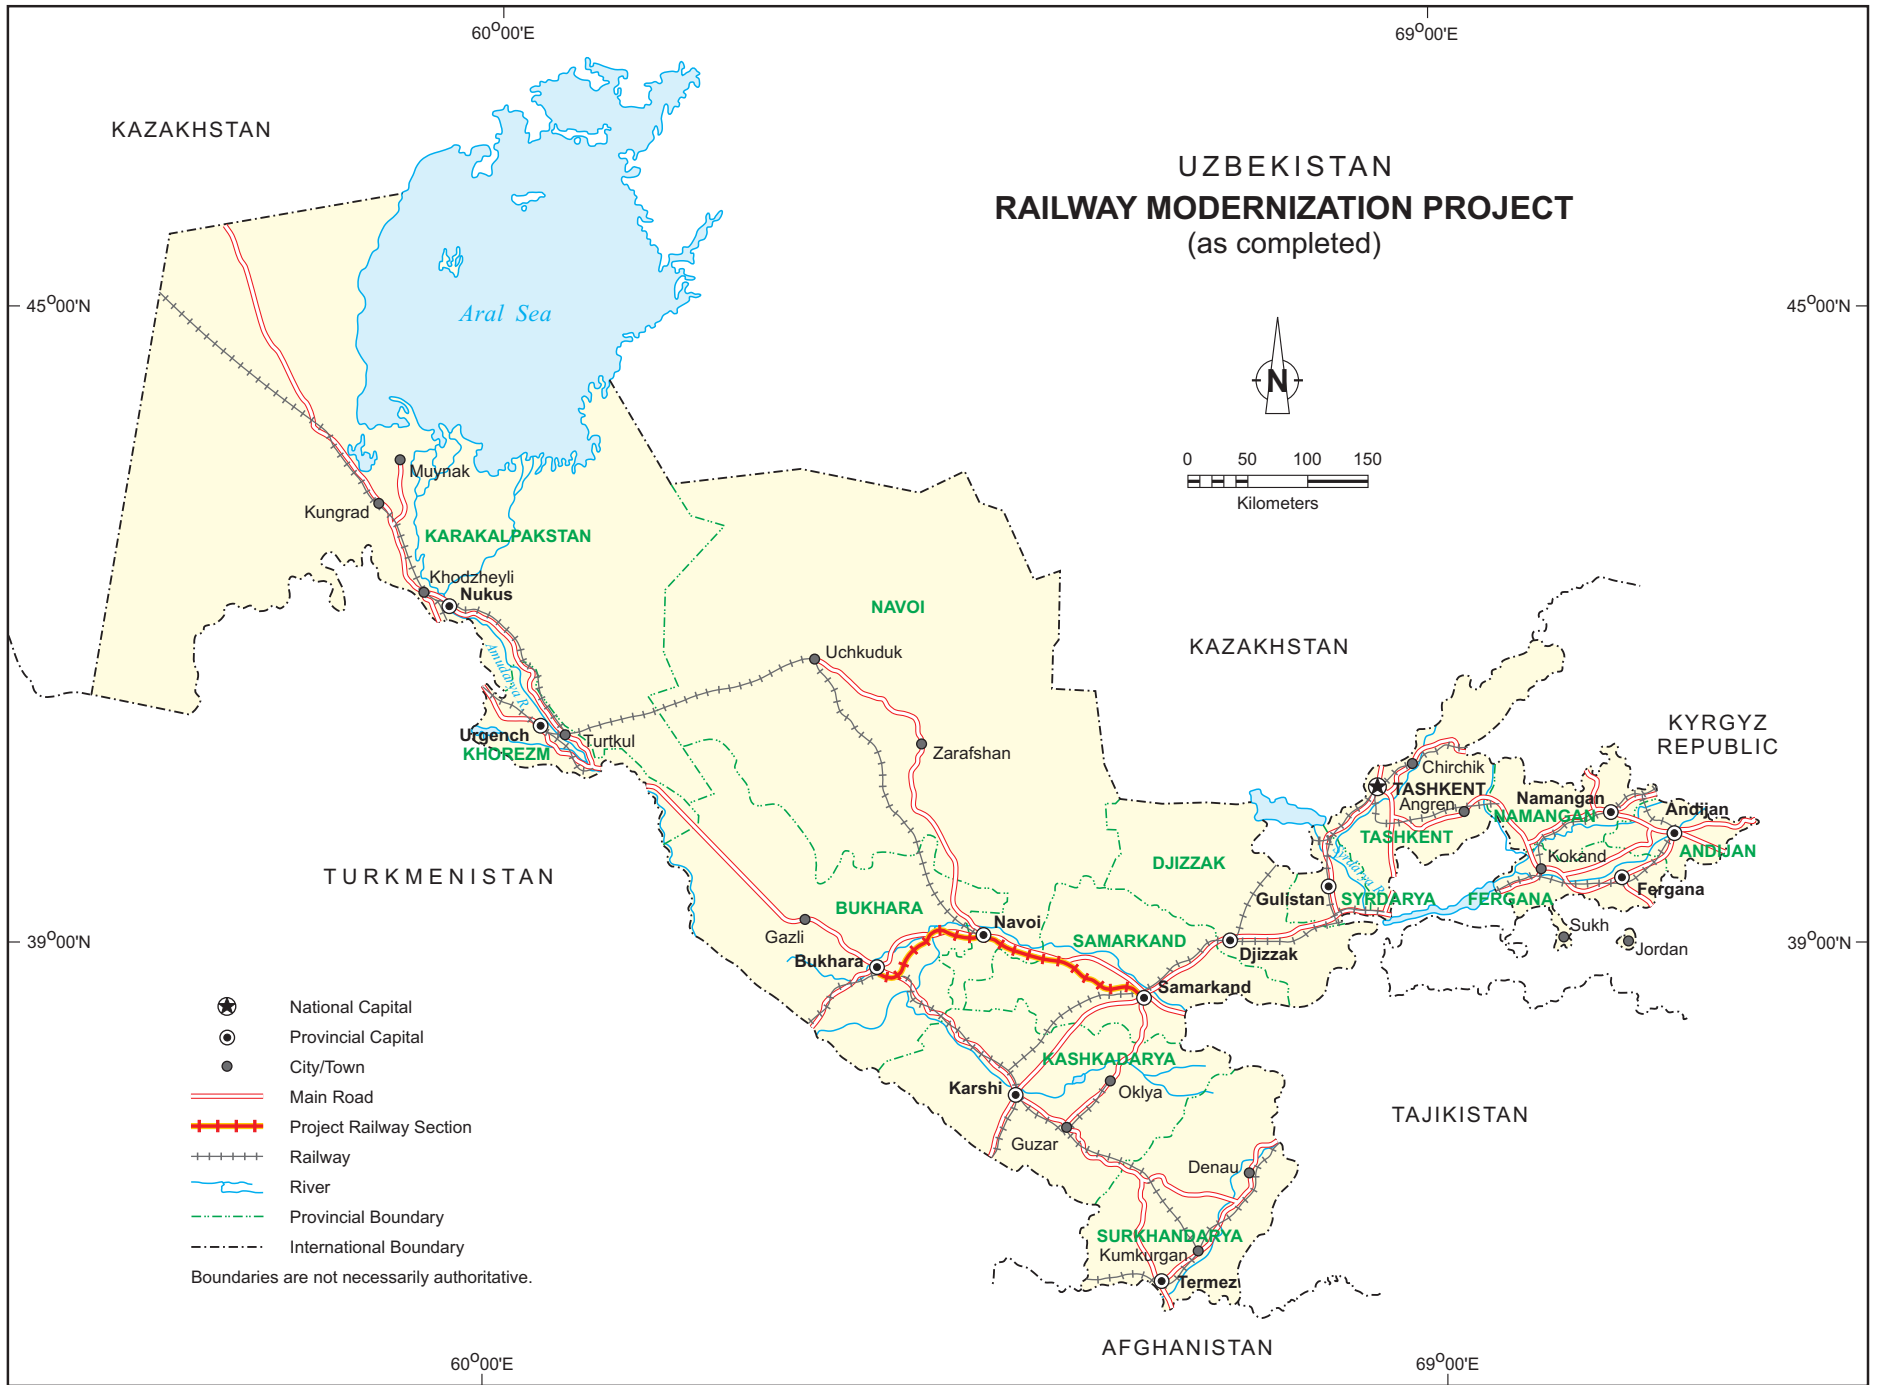 60°00'E
69°00'E
KAZAKHSTAN
UZBEKISTAN
RAILWAY MODERNIZATION PROJECT
(as completed)
45°00'N
45°00'N
Aral Sea
N
0 50 100 150
Kilometers
Muynak
Kungrad
KARAKALPAKSTAN
Khodzheyli
Nukus
NAVOI
KAZAKHSTAN
Uchkuduk
Amudarya R.
KYRGYZ
REPUBLIC
Urgench
Turtkul
KHOREZM
Zarafshan
Chirchik
TASHKENT
Angren
Namangan
NAMANGAN
Andijan
TASHKENT
ANDIJAN
Syrdarya R.
Kokand
DJIZZAK
TURKMENISTAN
Gulistan
SYRDARYA
FERGANA
Fergana
BUKHARA
Navoi
Gazli
SAMARKAND
Sukh
Jordan
39°00'N
39°00'N
Djizzak
Bukhara
Samarkand
National Capital
Provincial Capital
City/Town
Main Road
Project Railway Section
Railway
River
Provincial Boundary
International Boundary
Boundaries are not necessarily authoritative.
KASHKADARYA
Karshi
Oklya
TAJIKISTAN
Guzar
Denau
SURKHANDARYA
Kumkurgan
Termez
AFGHANISTAN
60°00'E
69°00'E